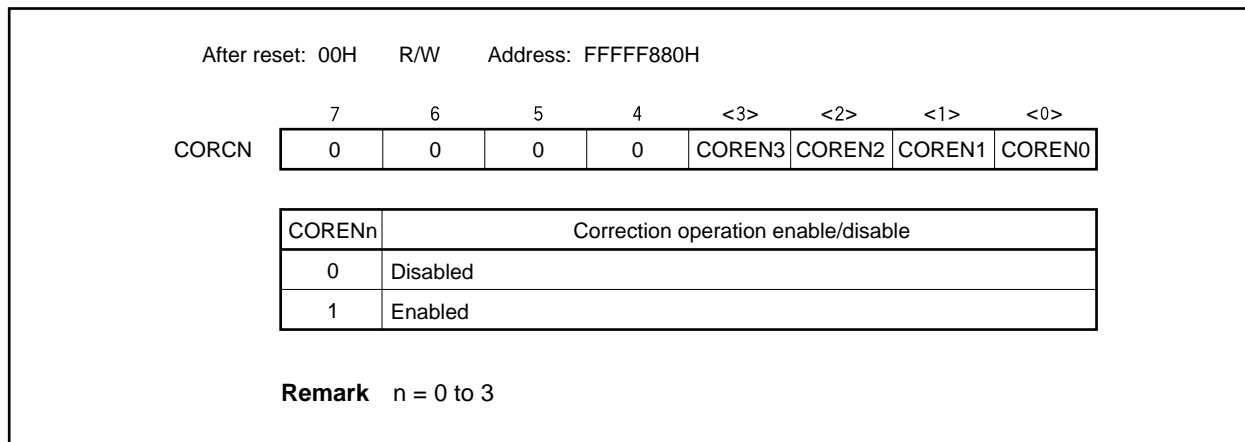 After reset: 00H R/W Address: FFFFF880H
7 6 5 4 <3> <2> <1> <0>
CORCN 0 0 0 0 COREN3 COREN2 COREN1 COREN0
CORENn Correction operation enable/disable
0 Disabled
1 Enabled
Remark n = 0 to 3